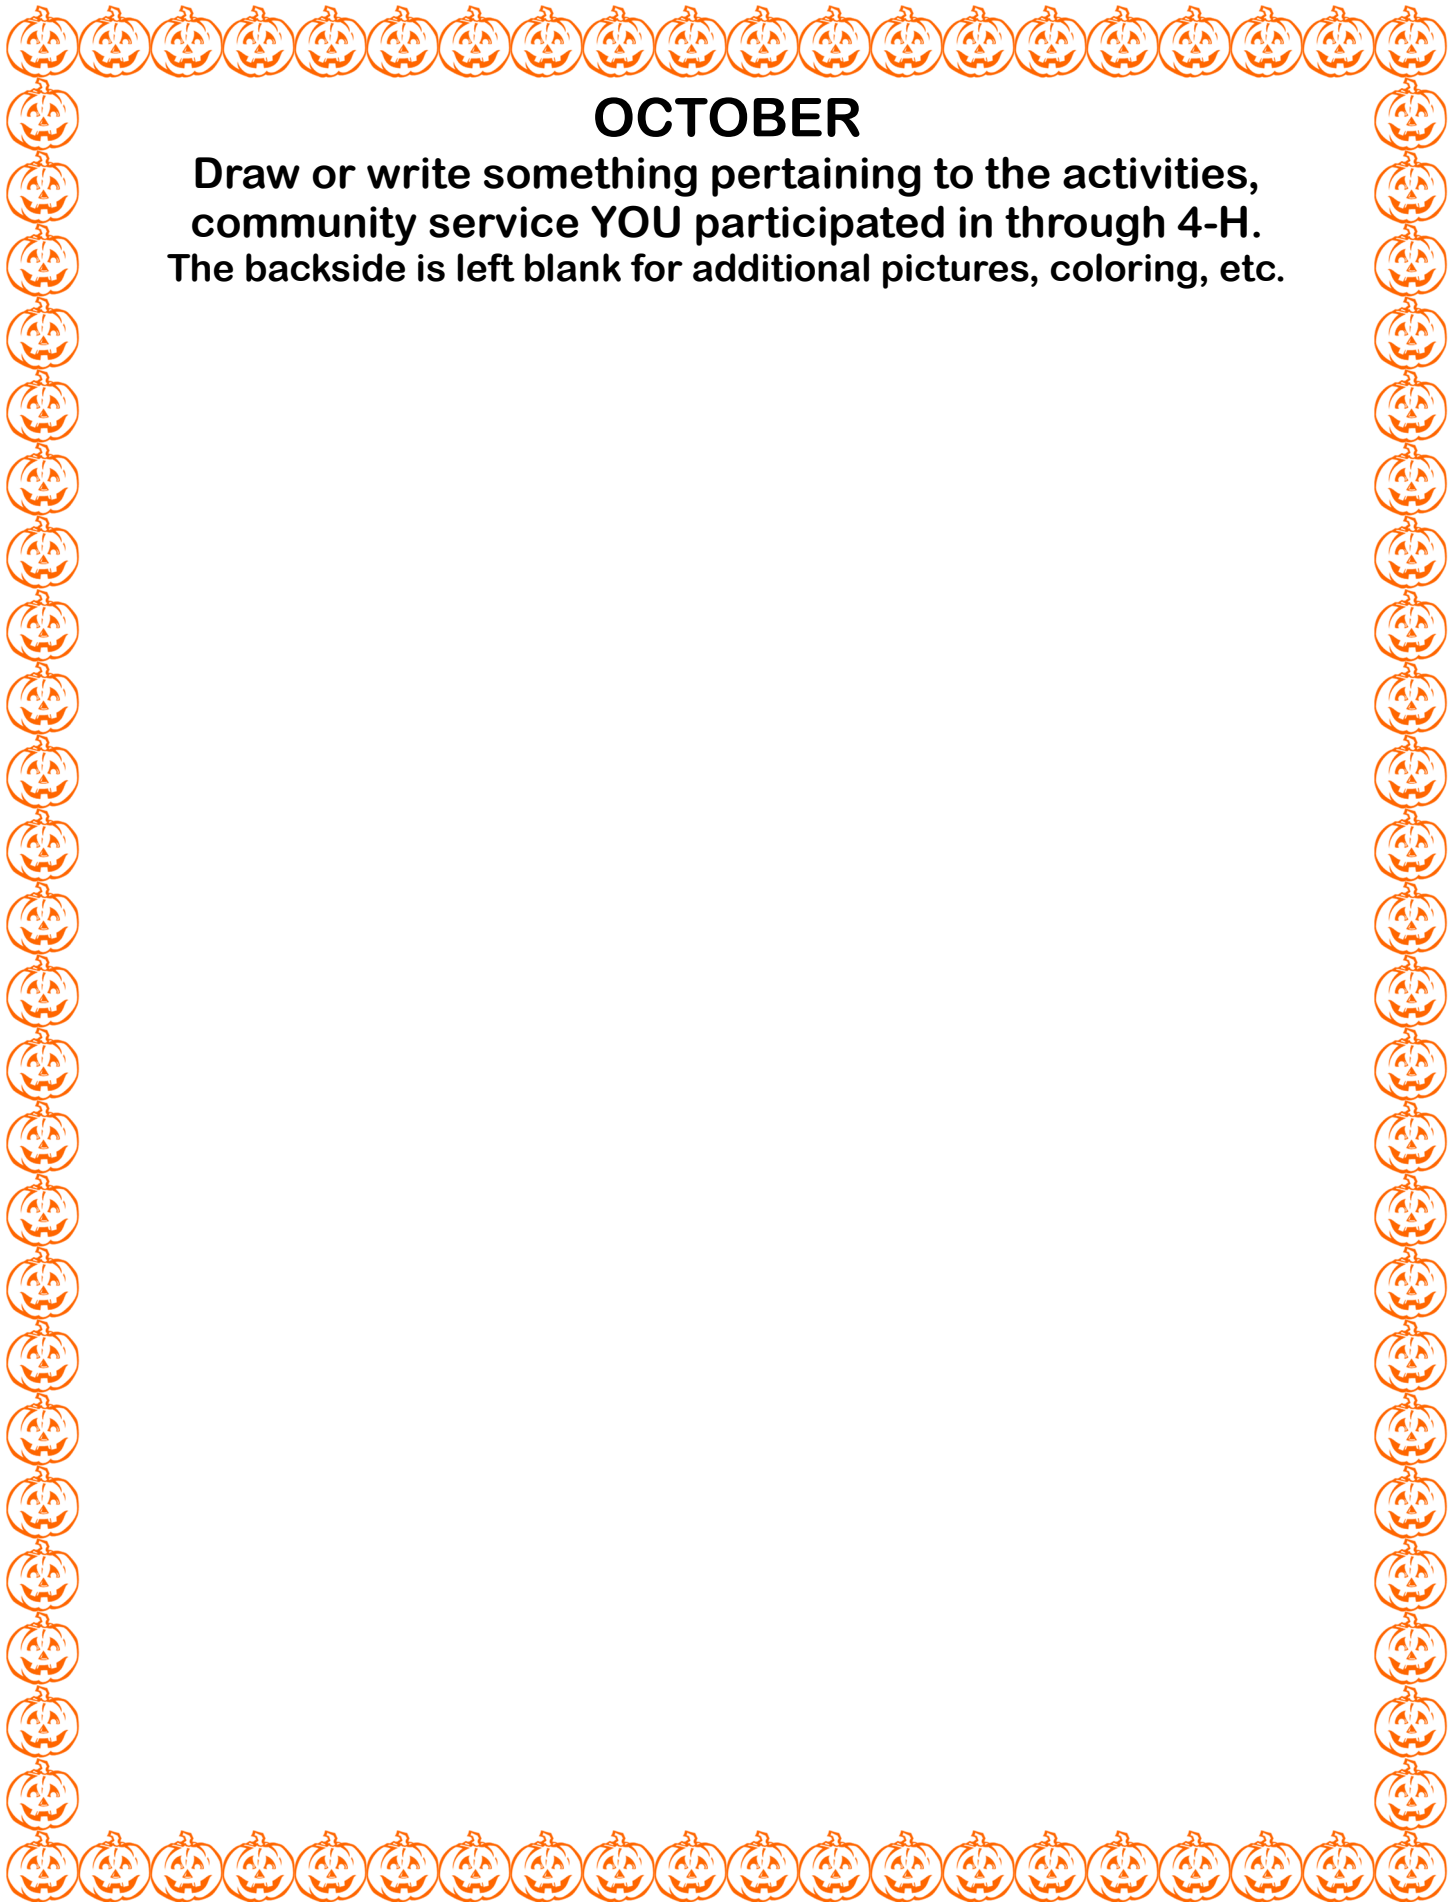 OCTOBER
Draw or write something pertaining to the activities,
community service YOU participated in through 4-H.
The backside is left blank for additional pictures, coloring, etc.